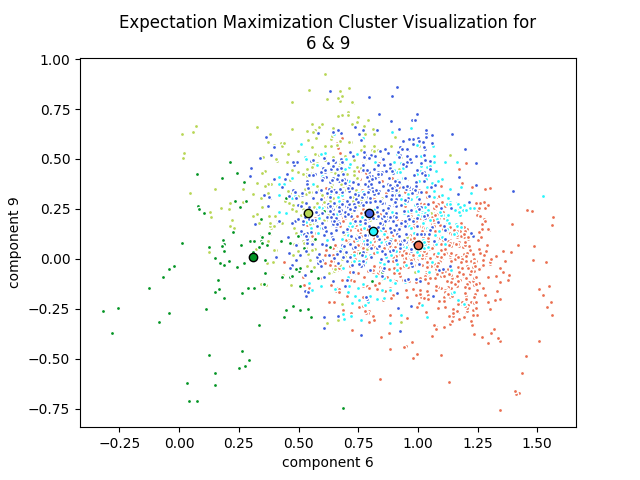 Expectation Maximization Cluster Visualization for
6 & 9
1.00
0.75
0.50
0.25
0.00
−0.25
−0.50
−0.75
component 9
−0.25 0.00 0.25 0.50 0.75 1.00 1.25 1.50
component 6